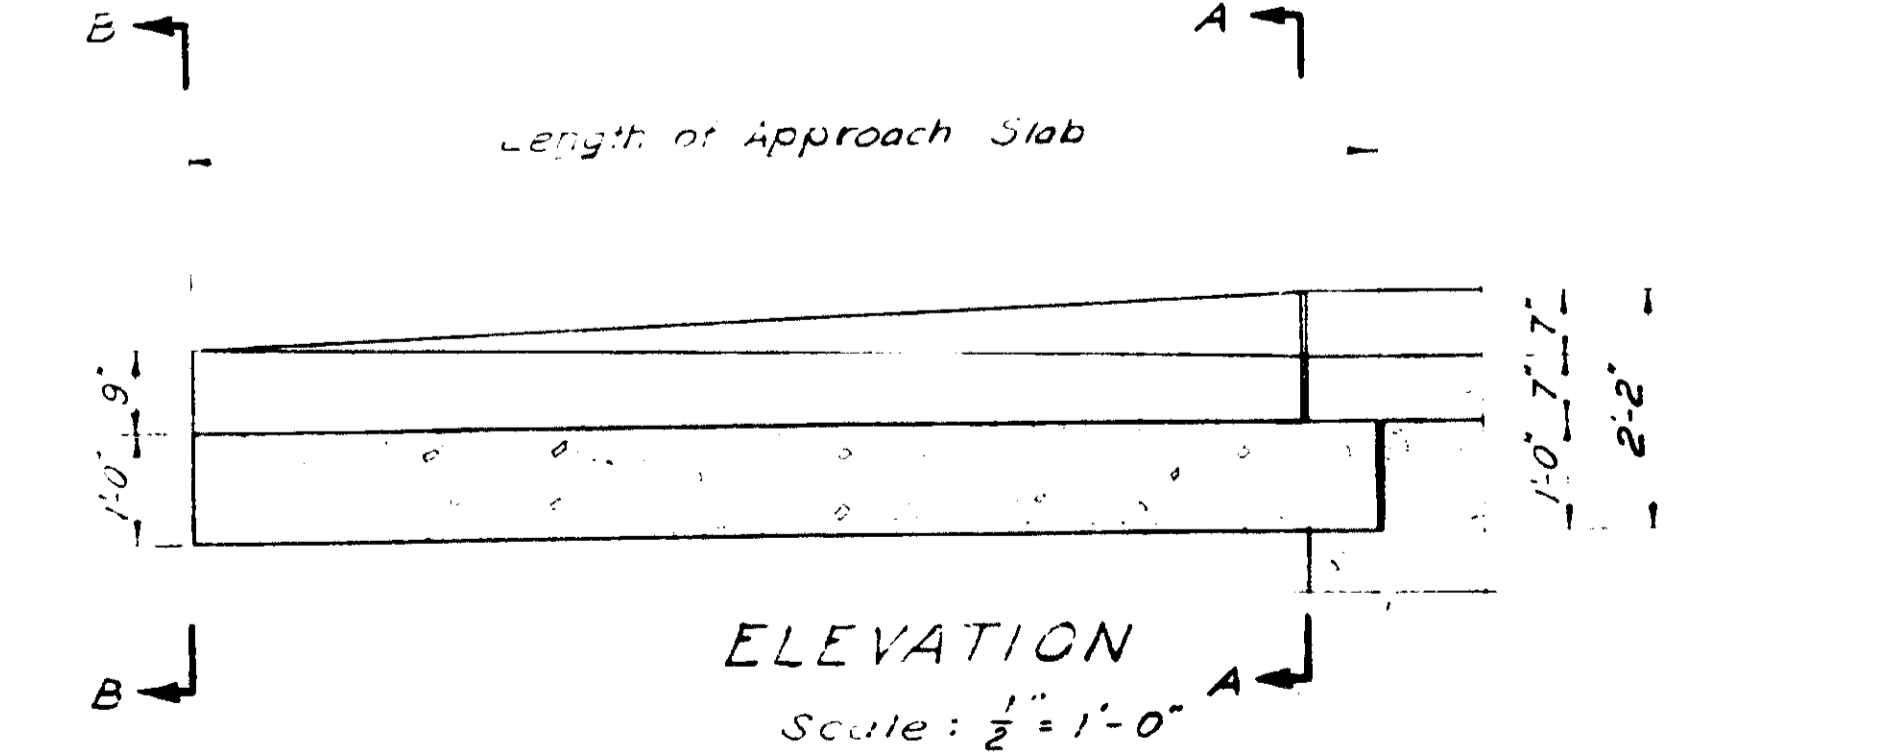 B A
Length of Approach Slab
7"
9" 7" 2'-2"
1'-0" 1'-0"
ELEVATION
B A
Scale: 1/2" = 1'-0"